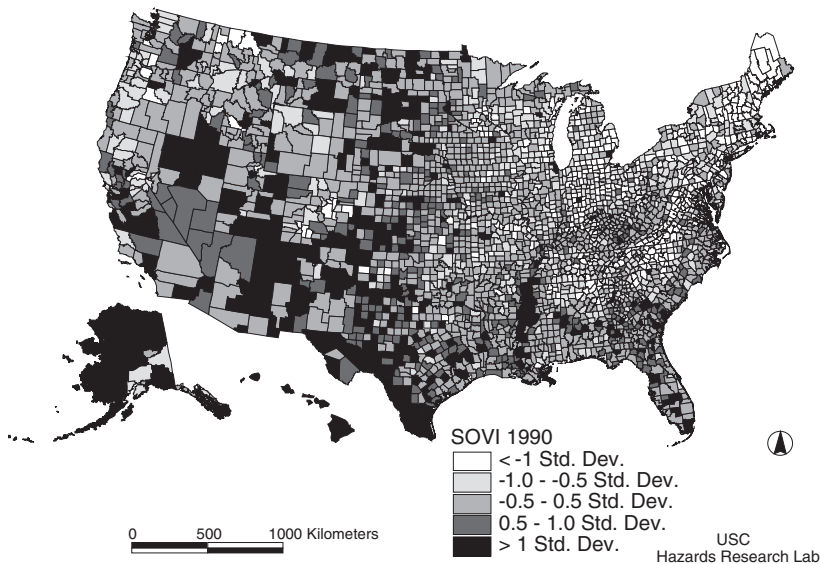 SOVI 1990
< -1 Std. Dev.
-1.0 - -0.5 Std. Dev.
-0.5 - 0.5 Std. Dev.
0.5 - 1.0 Std. Dev.
> 1 Std. Dev.
0 500 1000 Kilometers
USC
Hazards Research Lab